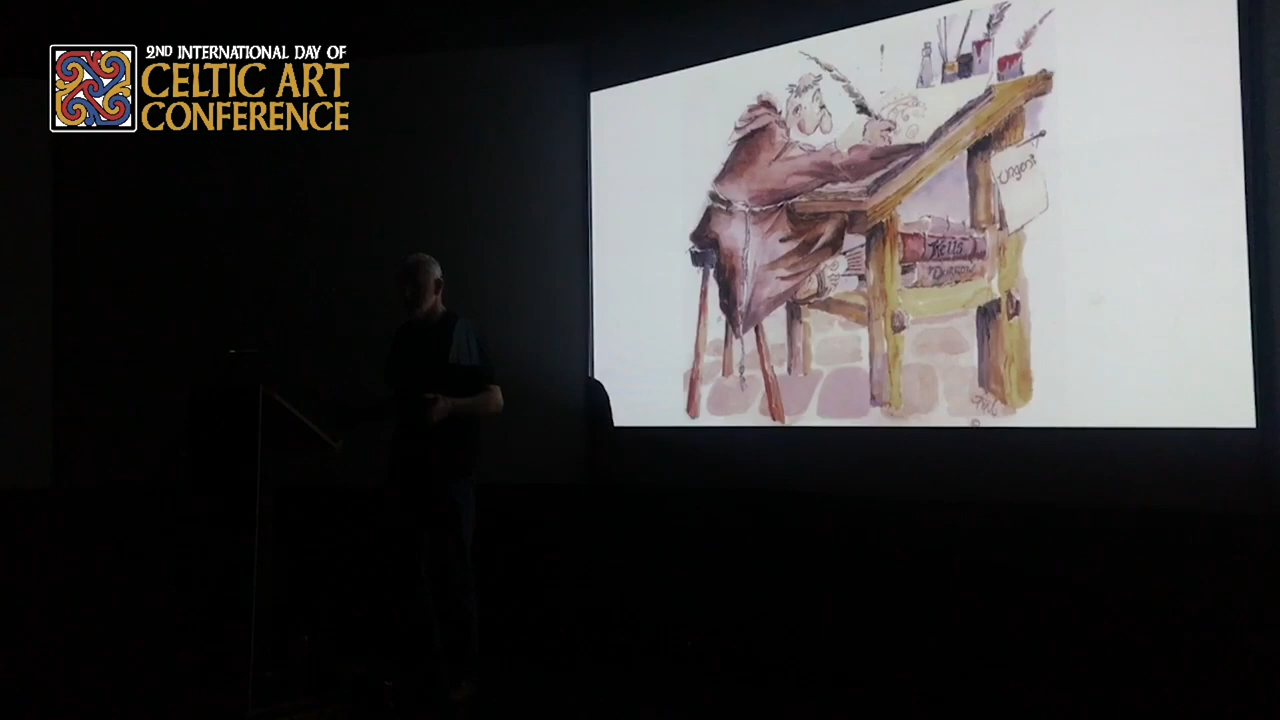 2ND INTERNATIONAL DAY OF
CELTIC ART
CONFERENCE
Urgent
Kells
Durrow